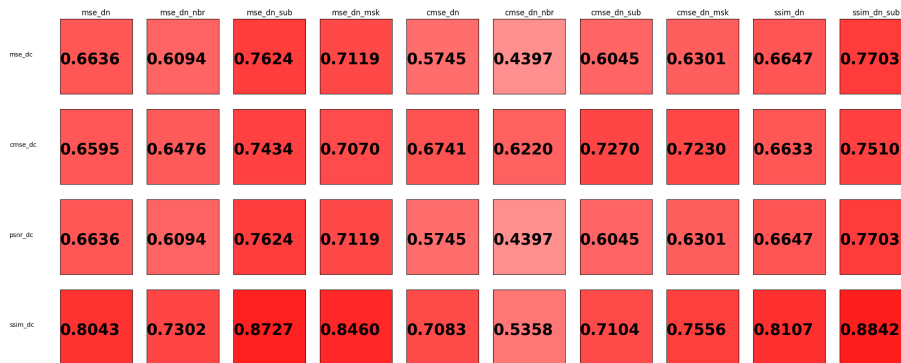 mse_dn mse_dn_nbr mse_dn_sub mse_dn_msk cmse_dn cmse_dn_nbr cmse_dn_sub cmse_dn_msk ssim_dn ssim_dn_sub
mse_dc 0.6636 0.6094 0.7624 0.7119 0.5745 0.4397 0.6045 0.6301 0.6647 0.7703
cmse_dc 0.6595 0.6476 0.7434 0.7070 0.6741 0.6220 0.7270 0.7230 0.6633 0.7510
psnr_dc 0.6636 0.6094 0.7624 0.7119 0.5745 0.4397 0.6045 0.6301 0.6647 0.7703
ssim_dc 0.8043 0.7302 0.8727 0.8460 0.7083 0.5358 0.7104 0.7556 0.8107 0.8842